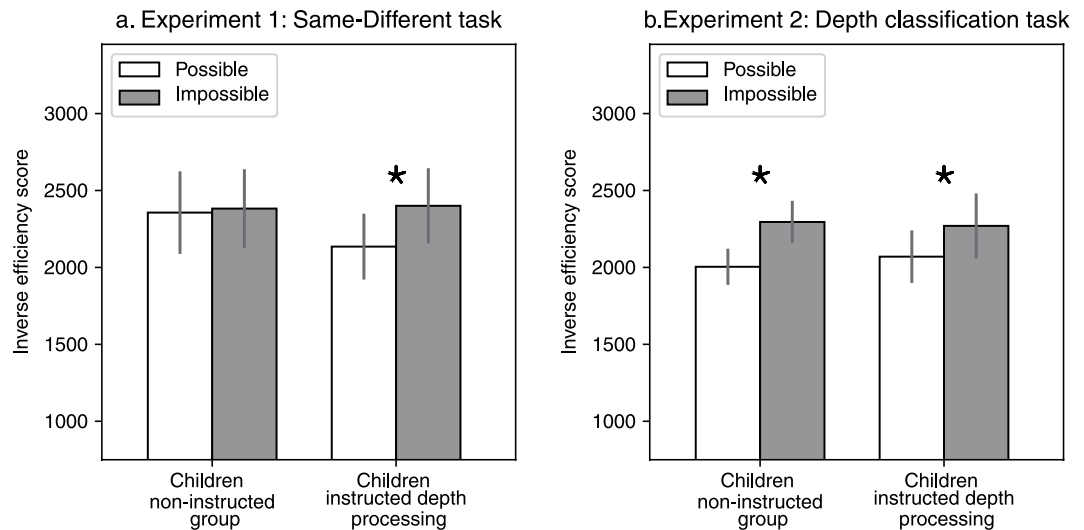 a. Experiment 1: Same-Different task
Possible
Impossible
Inverse efficiency score
3000
2500
2000
1500
1000
*
Children
non-instructed
group
Children
instructed depth
processing
b.Experiment 2: Depth classification task
Possible
Impossible
Inverse efficiency score
3000
2500
2000
1500
1000
*
*
Children
non-instructed
group
Children
instructed depth
processing